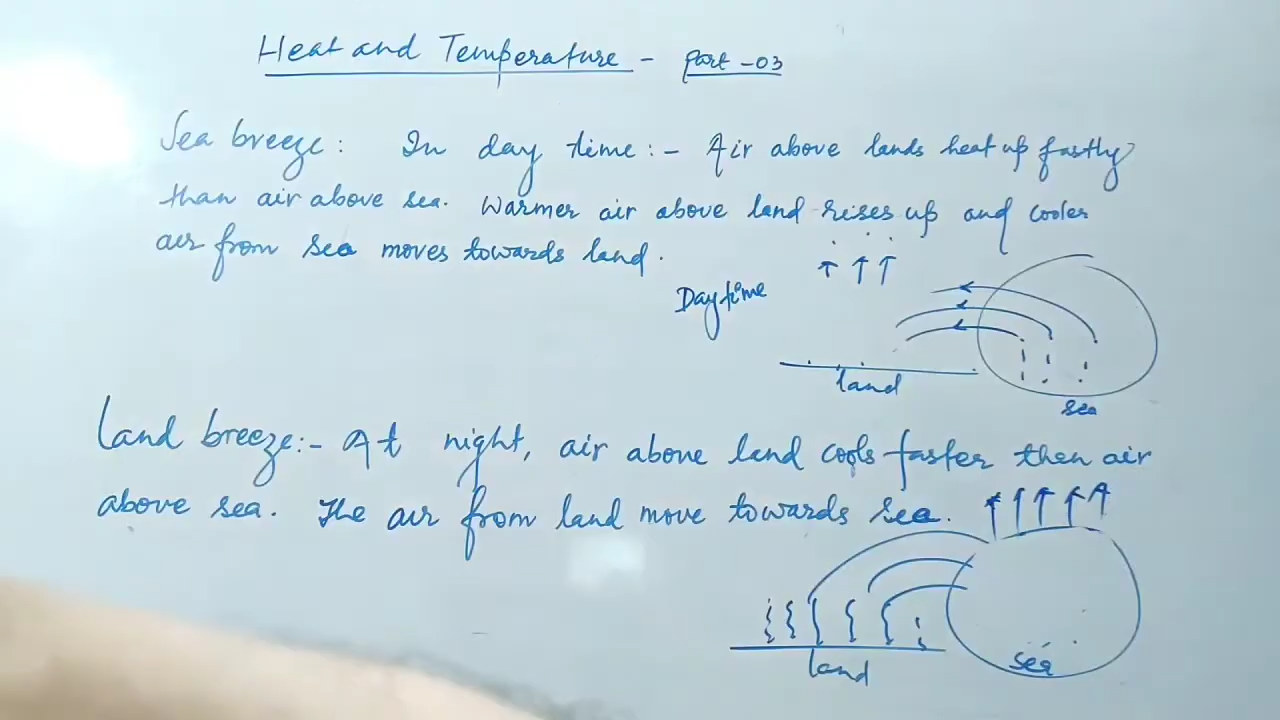 Heat and Temperature - Part -03
Sea breeze: In day time:- Air above lands heat up fastly
than air above sea. Warmer air above land rises up and cooler
air from sea moves towards land.
Daytime
land
sea
Land breeze:- At night, air above land cools faster then air
above sea. The air from land move towards sea.
land
sea